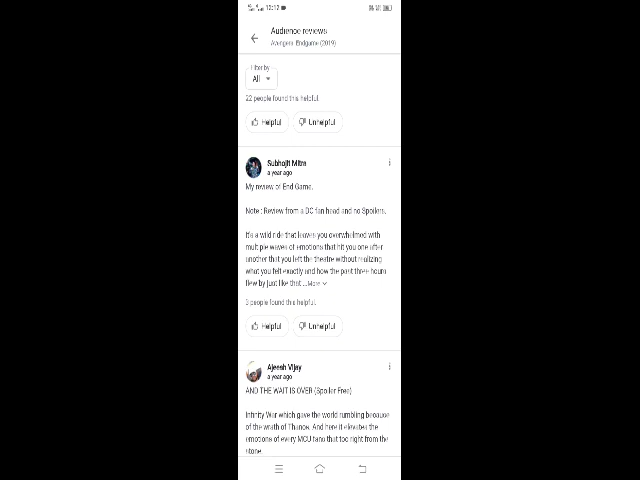 12:12
Audience reviews
Avengers: Endgame (2019)
Filter by
All
22 people found this helpful.
Helpful
Unhelpful
Subhojit Mitra
a year ago
My review of End Game.
Note : Review from a DC fan head and no Spoilers.
It's a wild ride that leaves you overwhelmed with
multiple waves of emotions that hit you one after
another that you left the theatre without realizing
what you felt exactly and how the past three hours
flew by just like that ...More
3 people found this helpful.
Helpful
Unhelpful
Ajeesh Vijay
a year ago
AND THE WAIT IS OVER (Spoiler Free)
Infinity War which gave the world rumbling because
of the wrath of Thanos. And here it elevates the
emotions of every MCU fans that too right from the
stone.